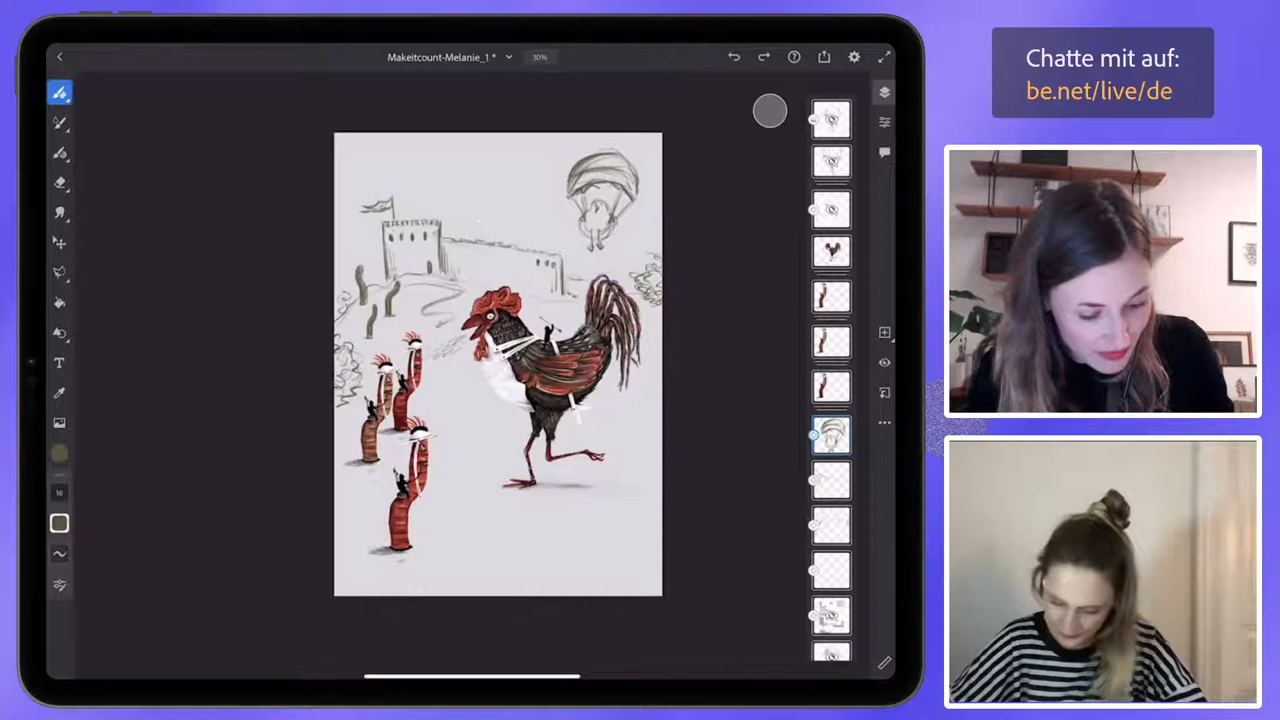 Makeitcount-Melanie_1 *
30%
T
16
Chatte mit auf:
be.net/live/de